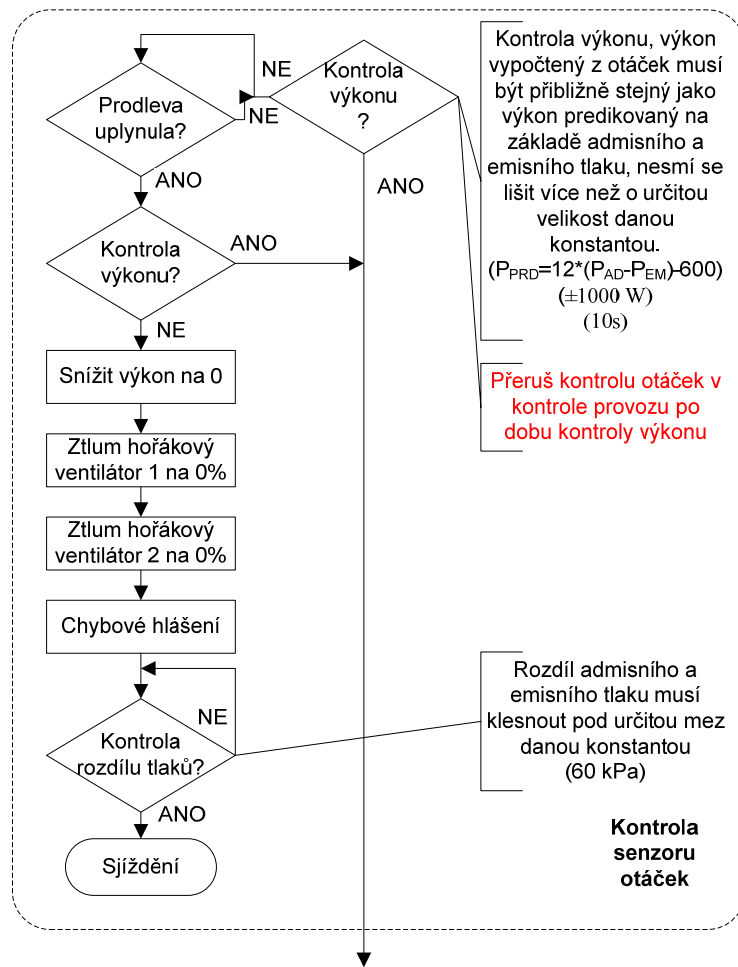 NE
Kontrola
výkonu
?
Prodleva
uplynula?
NE
ANO
ANO
Kontrola
výkonu?
ANO
NE
Snížit výkon na 0
Ztlum hořákový
ventilátor 1 na 0%
Ztlum hořákový
ventilátor 2 na 0%
Chybové hlášení
NE
Kontrola
rozdílu tlaků?
ANO
Sjíždění
Kontrola výkonu, výkon
vypočtený z otáček musí
být přibližně stejný jako
výkon predikovaný na
základě admisního a
emisního tlaku, nesmí se
lišit více než o určitou
velikost danou
konstantou.
(PPRD=12*(PAD-PEM)-600)
(±1000 W)
(10s)
Přeruš kontrolu otáček v
kontrole provozu po
dobu kontroly výkonu
Rozdíl admisního a
emisního tlaku musí
klesnout pod určitou mez
danou konstantou
(60 kPa)
Kontrola
senzoru
otáček